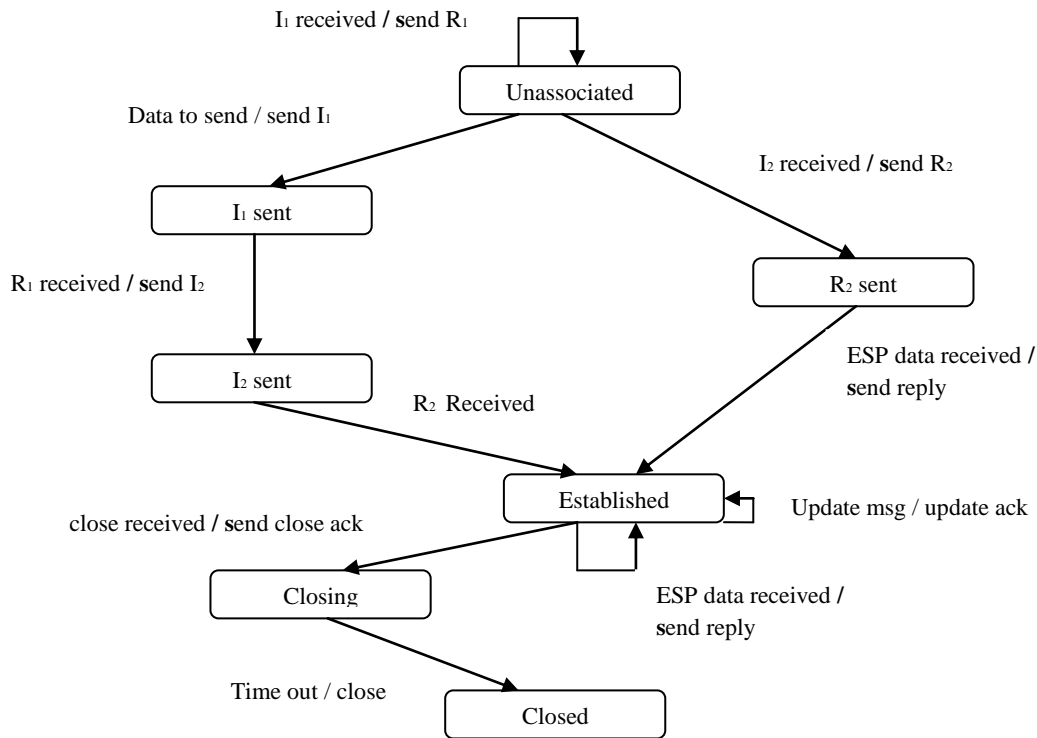 I₁ received / send R₁
Unassociated
Data to send / send I₁
I₂ received / send R₂
I₁ sent
R₁ received / send I₂
R₂ sent
ESP data received /
send reply
I₂ sent
R₂ Received
Established
Update msg / update ack
close received / send close ack
Closing
ESP data received /
send reply
Time out / close
Closed